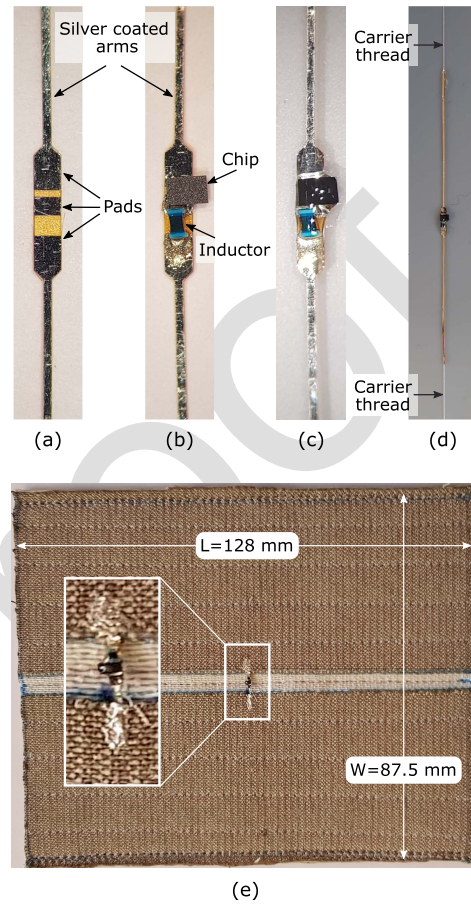 Silver coated
arms
Chip
Pads
Inductor
Carrier
thread
Carrier
thread
(a)
(b)
(c)
(d)
L=128 mm
W=87.5 mm
(e)